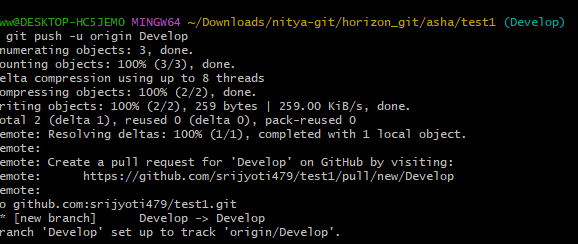 ww@DESKTOP-HC5JEMO MINGW64 ~/Downloads/nitya-git/horizon_git/asha/test1 (Develop)
git push -u origin Develop
numerating objects: 3, done.
ounting objects: 100% (3/3), done.
elta compression using up to 8 threads
ompressing objects: 100% (2/2), done.
riting objects: 100% (2/2), 259 bytes | 259.00 KiB/s, done.
otal 2 (delta 1), reused 0 (delta 0), pack-reused 0
emote: Resolving deltas: 100% (1/1), completed with 1 local object.
emote:
emote: Create a pull request for 'Develop' on GitHub by visiting:
emote:      https://github.com/srijyoti479/test1/pull/new/Develop
emote:
o github.com:srijyoti479/test1.git
* [new branch]      Develop -> Develop
ranch 'Develop' set up to track 'origin/Develop'.